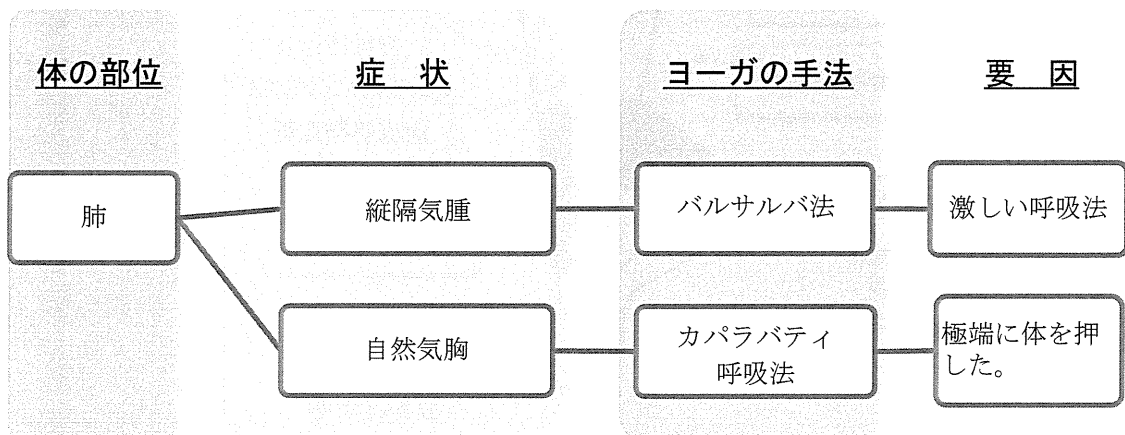 体の部位 症 状 ヨーガの手法 要 因
肺
縦隔気腫
バルサルバ法
激しい呼吸法
自然気胸
カパラバティ
呼吸法
極端に体を押
した。